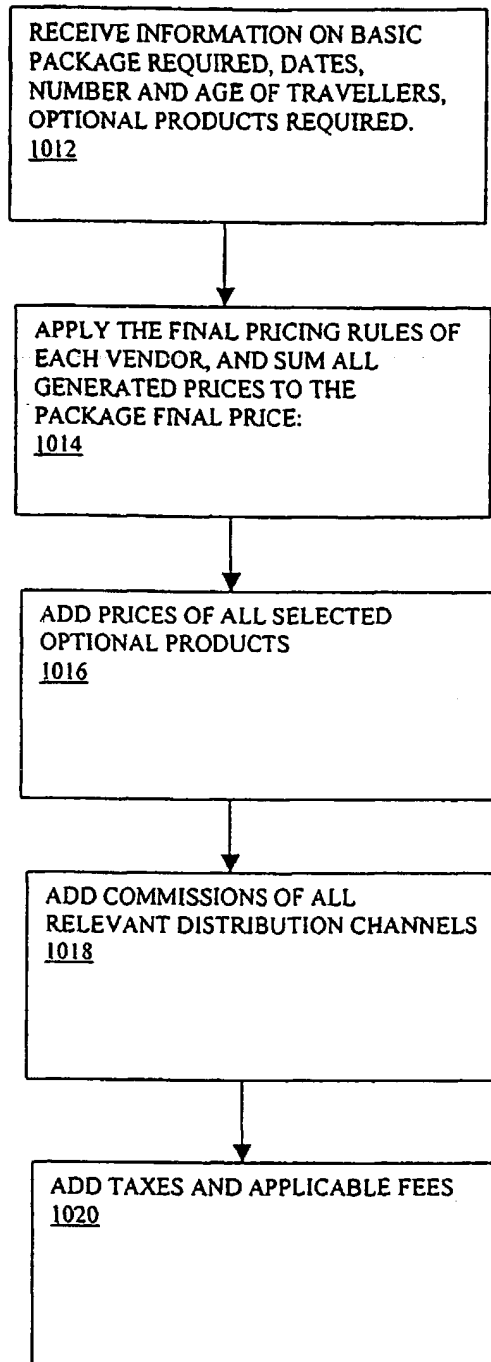 RECEIVE INFORMATION ON BASIC
PACKAGE REQUIRED, DATES,
NUMBER AND AGE OF TRAVELLERS,
OPTIONAL PRODUCTS REQUIRED.
1012
APPLY THE FINAL PRICING RULES OF
EACH VENDOR, AND SUM ALL
GENERATED PRICES TO THE
PACKAGE FINAL PRICE:
1014
ADD PRICES OF ALL SELECTED
OPTIONAL PRODUCTS
1016
ADD COMMISSIONS OF ALL
RELEVANT DISTRIBUTION CHANNELS
1018
ADD TAXES AND APPLICABLE FEES
1020